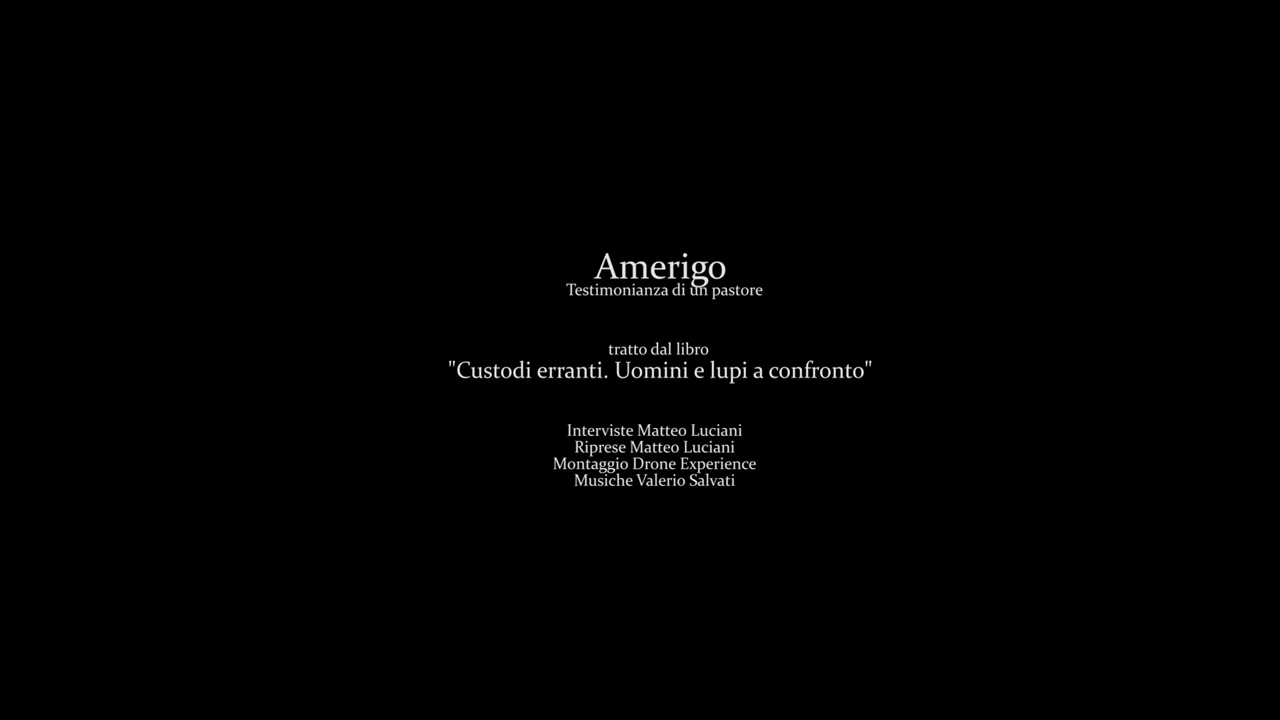 Amerigo
Testimonianza di un pastore
tratto dal libro
"Custodi erranti. Uomini e lupi a confronto"
Interviste Matteo Luciani
Riprese Matteo Luciani
Montaggio Drone Experience
Musiche Valerio Salvati